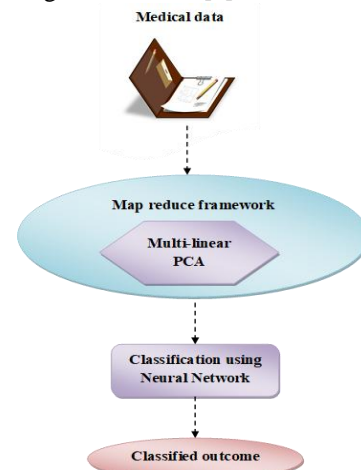 Medical data
Map reduce framework
Multi-linear
PCA
Classification using
Neural Network
Classified outcome